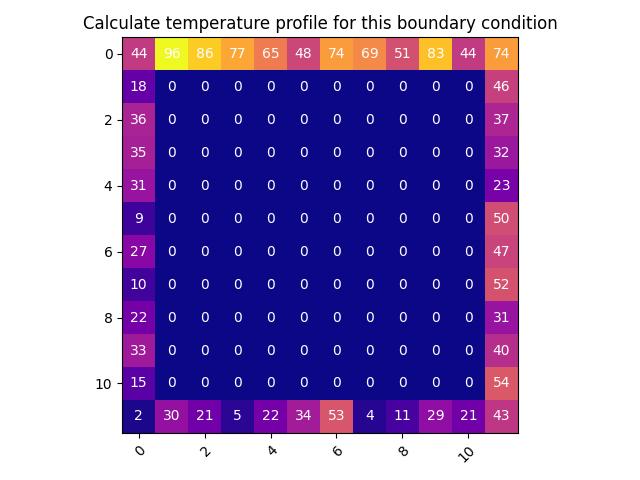 Calculate temperature profile for this boundary condition
0 44 96 86 77 65 48 74 69 51 83 44 74
18 0 0 0 0 0 0 0 0 0 0 46
2 36 0 0 0 0 0 0 0 0 0 0 37
35 0 0 0 0 0 0 0 0 0 0 32
4 31 0 0 0 0 0 0 0 0 0 0 23
9 0 0 0 0 0 0 0 0 0 0 50
6 27 0 0 0 0 0 0 0 0 0 0 47
10 0 0 0 0 0 0 0 0 0 0 52
8 22 0 0 0 0 0 0 0 0 0 0 31
33 0 0 0 0 0 0 0 0 0 0 40
10 15 0 0 0 0 0 0 0 0 0 0 54
2 30 21 5 22 34 53 4 11 29 21 43
0 2 4 6 8 10